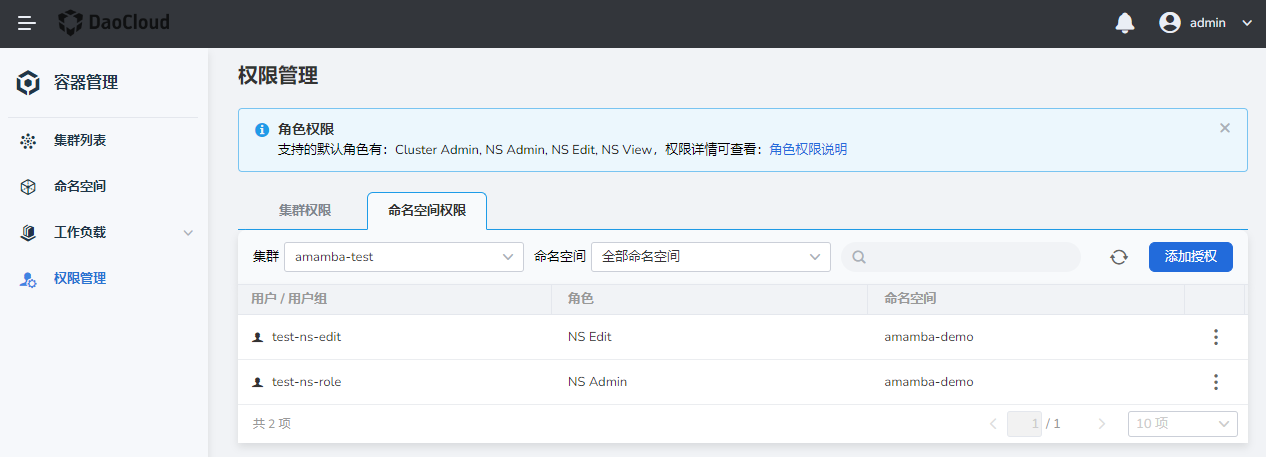 DaoCloud
admin
容器管理
集群列表
命名空间
工作负载
权限管理
权限管理
角色权限
支持的默认角色有：Cluster Admin, NS Admin, NS Edit, NS View，权限详情可查看：角色权限说明
集群权限 命名空间权限
集群 amamba-test 命名空间 全部命名空间 添加授权
用户 / 用户组 角色 命名空间
test-ns-edit NS Edit amamba-demo
test-ns-role NS Admin amamba-demo
共 2 项 1 / 1 10 项